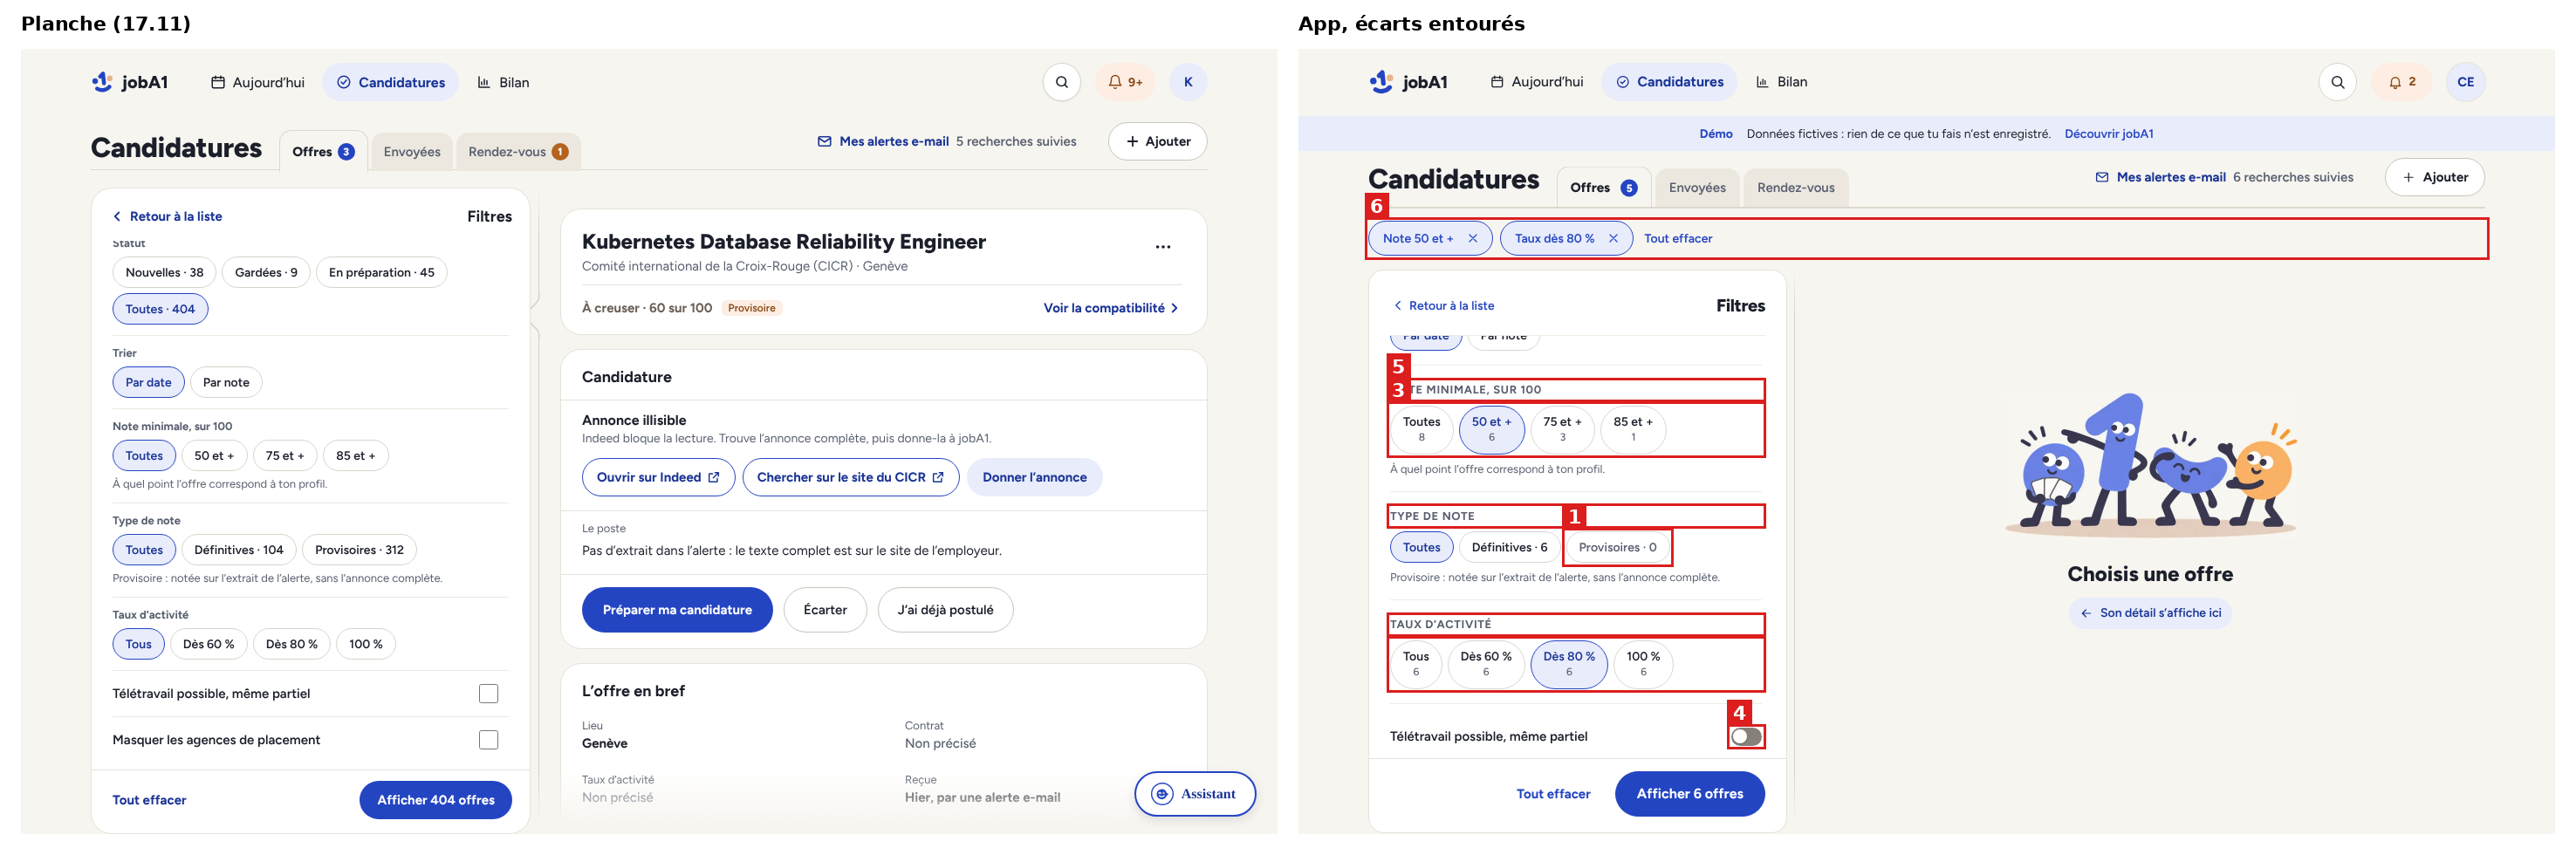 Planche (17.11)
jobA1
Aujourd'hui
Candidatures
Bilan
9+
K
Candidatures
Offres 3
Envoyées
Rendez-vous 1
Mes alertes e-mail 5 recherches suivies
+ Ajouter
Retour à la liste
Filtres
Statut
Nouvelles · 38
Gardées · 9
En préparation · 45
Toutes · 404
Trier
Par date
Par note
Note minimale, sur 100
Toutes
50 et +
75 et +
85 et +
À quel point l'offre correspond à ton profil.
Type de note
Toutes
Définitives · 104
Provisoires · 312
Provisoire : notée sur l'extrait de l'alerte, sans l'annonce complète.
Taux d'activité
Tous
Dès 60 %
Dès 80 %
100 %
Télétravail possible, même partiel
Masquer les agences de placement
Tout effacer
Afficher 404 offres
Kubernetes Database Reliability Engineer
...
Comité international de la Croix-Rouge (CICR) · Genève
À creuser · 60 sur 100
Provisoire
Voir la compatibilité
Candidature
Annonce illisible
Indeed bloque la lecture. Trouve l'annonce complète, puis donne-la à jobA1.
Ouvrir sur Indeed
Chercher sur le site du CICR
Donner l'annonce
Le poste
Pas d'extrait dans l'alerte : le texte complet est sur le site de l'employeur.
Préparer ma candidature
Écarter
J'ai déjà postulé
L'offre en bref
Lieu
Genève
Contrat
Non précisé
Taux d'activité
Non précisé
Reçue
Hier, par une alerte e-mail
Assistant
App, écarts entourés
jobA1
Aujourd'hui
Candidatures
Bilan
2
CE
Démo Données fictives : rien de ce que tu fais n'est enregistré. Découvrir jobA1
Candidatures
Offres 5
Envoyées
Rendez-vous
Mes alertes e-mail 6 recherches suivies
+ Ajouter
6
Note 50 et + ×
Taux dès 80 % ×
Tout effacer
Retour à la liste
Filtres
Par date
Par note
5
3
TE MINIMALE, SUR 100
Toutes
8
50 et +
6
75 et +
3
85 et +
1
À quel point l'offre correspond à ton profil.
TYPE DE NOTE
1
Toutes
Définitives · 6
Provisoires · 0
Provisoire : notée sur l'extrait de l'alerte, sans l'annonce complète.
TAUX D'ACTIVITÉ
Tous
6
Dès 60 %
6
Dès 80 %
6
100 %
6
4
Télétravail possible, même partiel
Tout effacer
Afficher 6 offres
Choisis une offre
← Son détail s'affiche ici